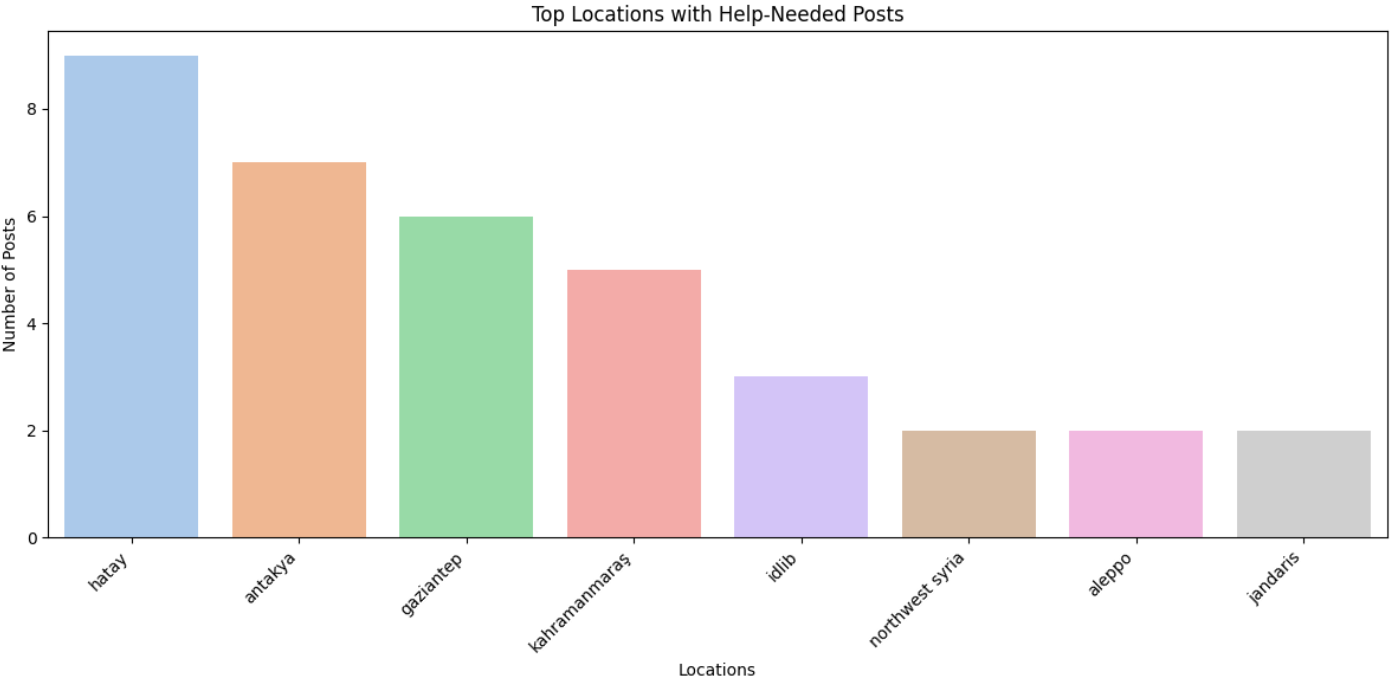 Top Locations with Help-Needed Posts
Number of Posts
8
6
4
2
0
hatay
antakya
gaziantep
kahramanmaraş
idlib
northwest syria
aleppo
jandaris
Locations